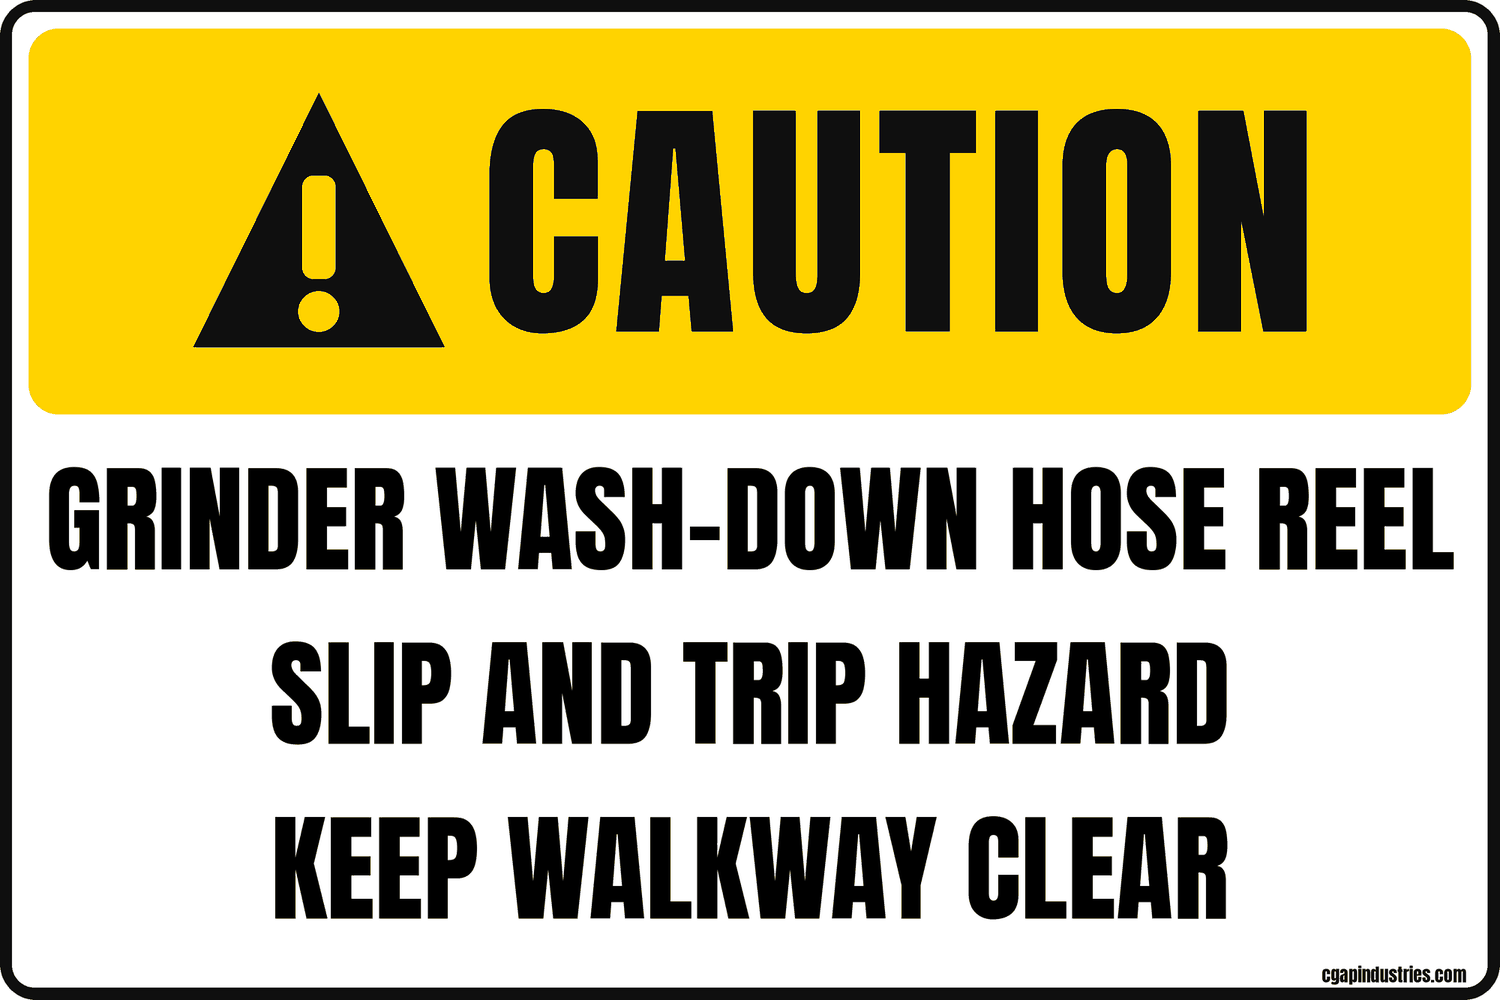 CAUTION
GRINDER WASH-DOWN HOSE REEL
SLIP AND TRIP HAZARD
KEEP WALKWAY CLEAR
cgapindustries.com